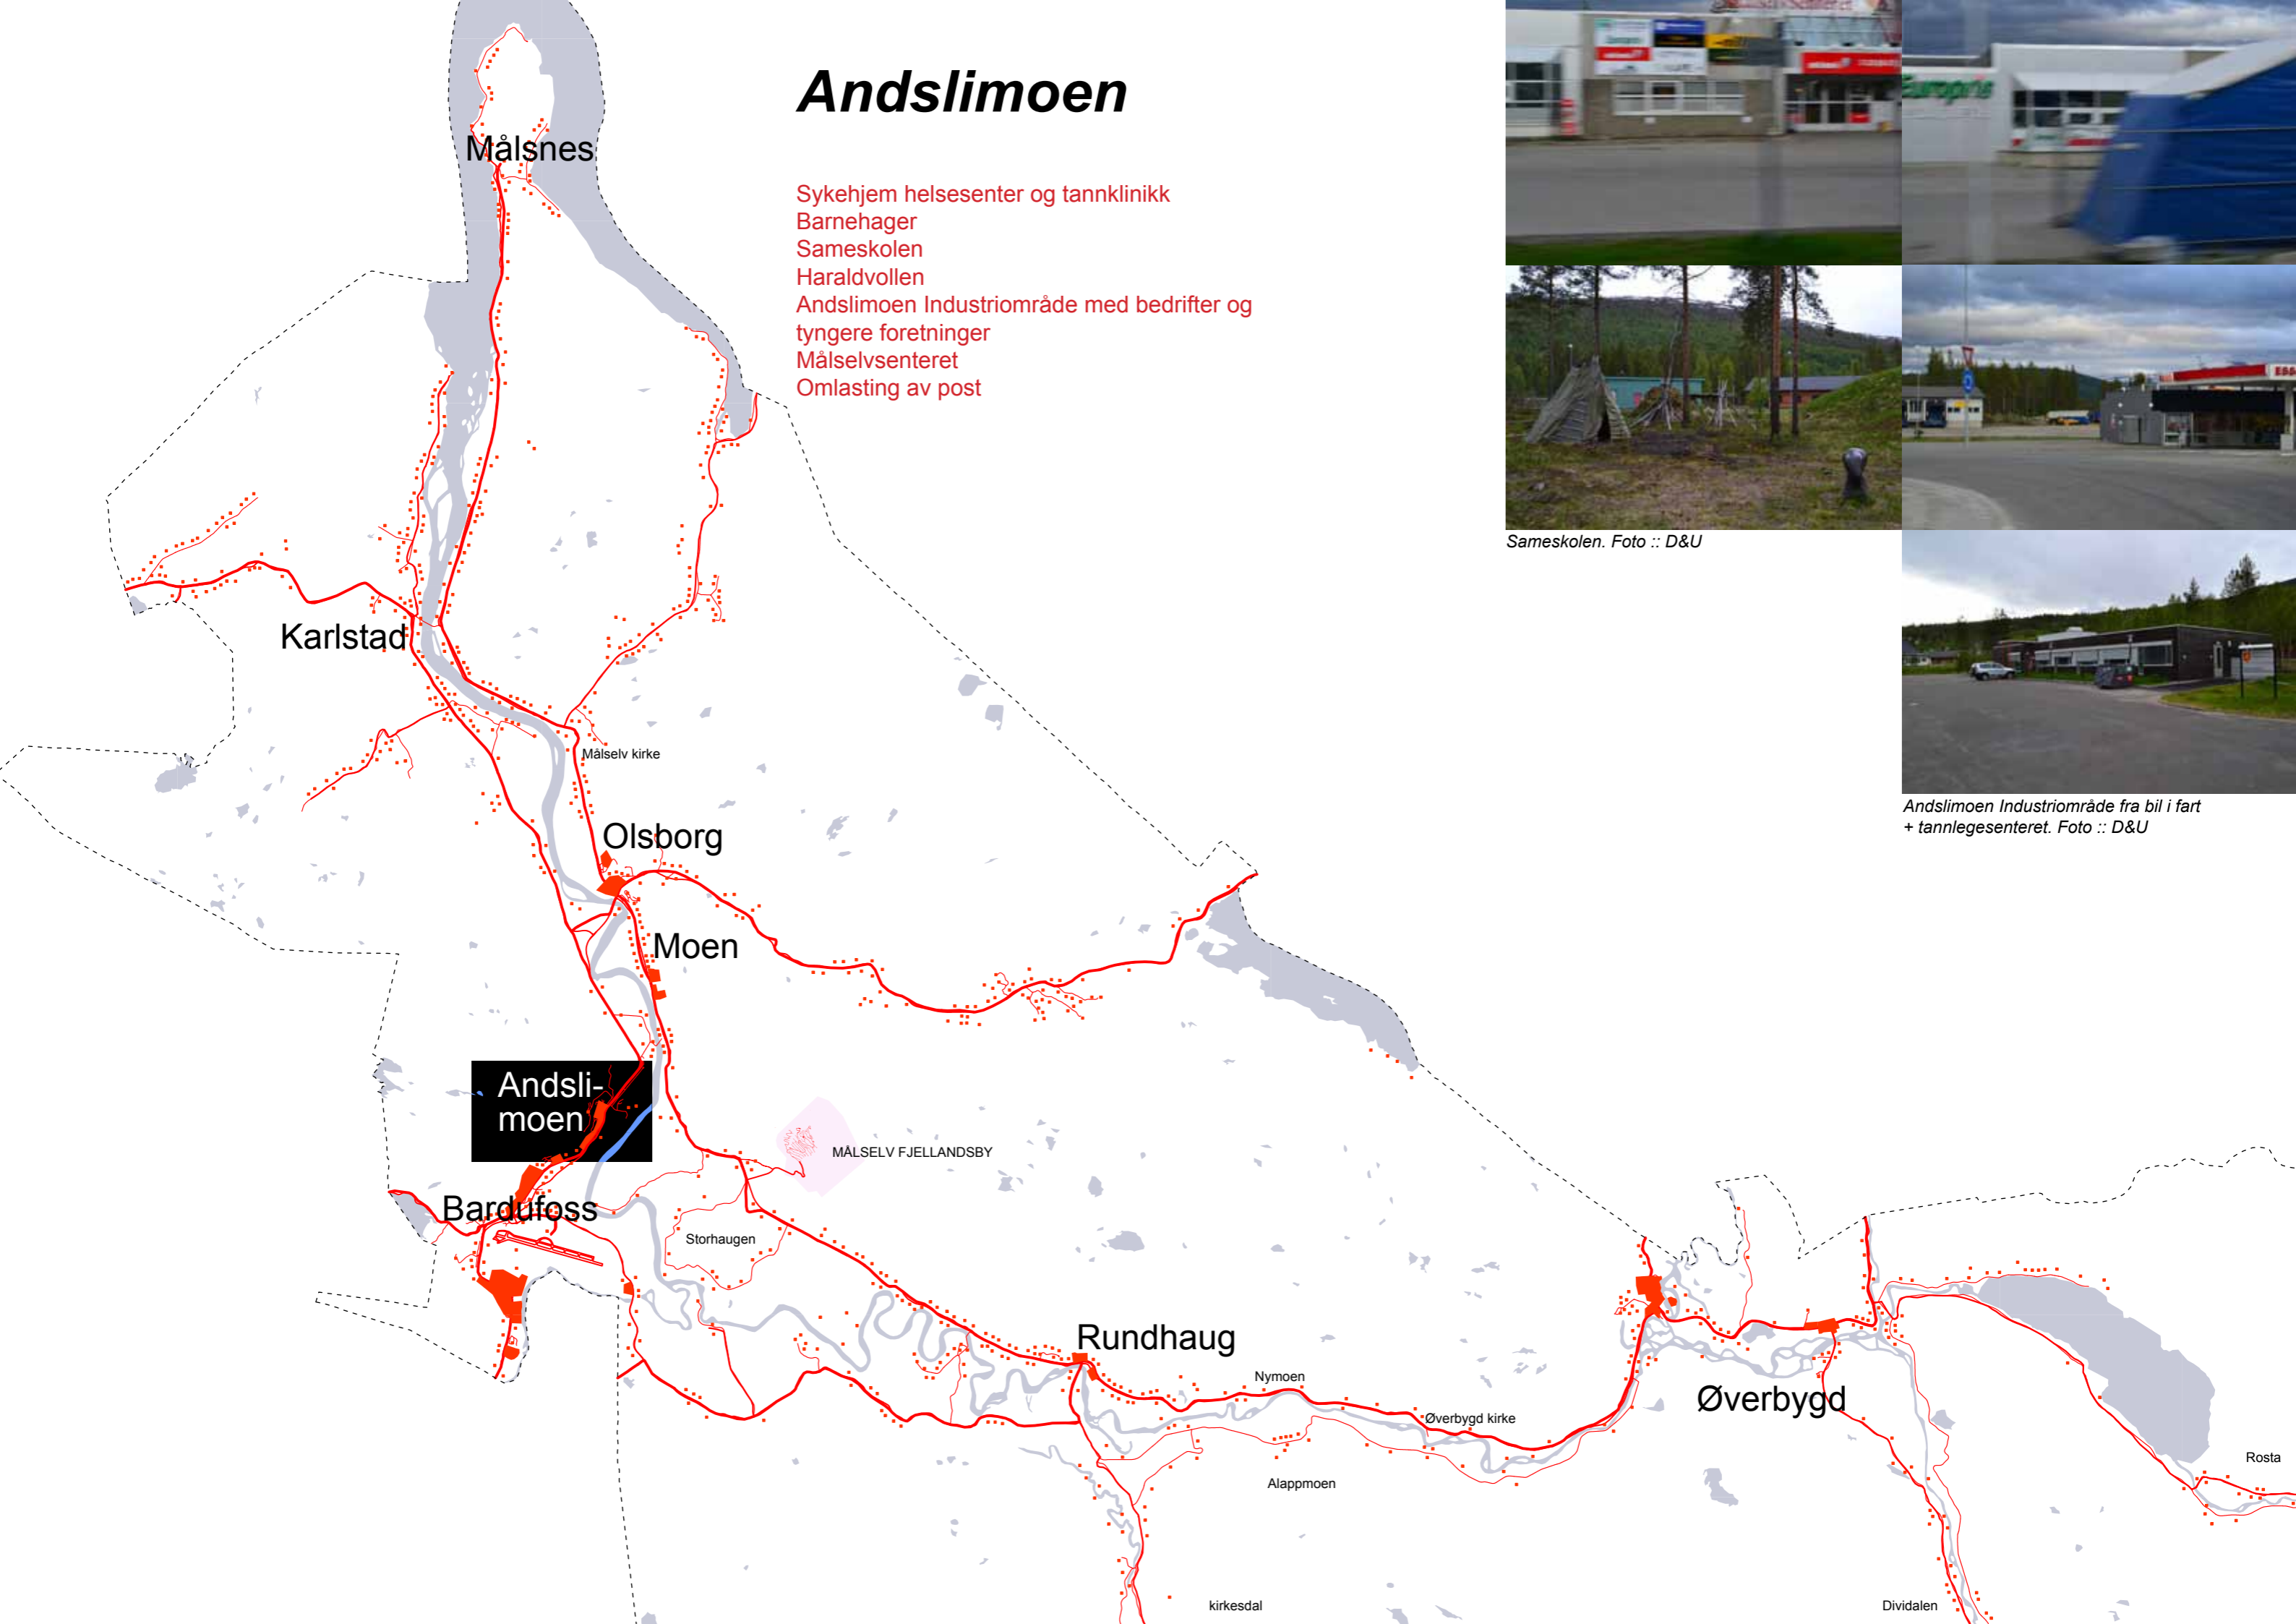 Andslimoen
Sykehjem helsesenter og tannklinikk
Barnehager
Sameskolen
Haraldvollen
Andslimoen Industriområde med bedrifter og
tyngere foretninger
Målselvsenteret
Omlasting av post
Europris
ESSO
Sameskolen. Foto :: D&U
Andslimoen Industriområde fra bil i fart
+ tannlegesenteret. Foto :: D&U
Målsnes
Karlstad
Målselv kirke
Olsborg
Moen
Andsli-
moen
MÅLSELV FJELLANDSBY
Bardufoss
Storhaugen
Rundhaug
Nymoen
Øverbygd kirke
Øverbygd
Alappmoen
Rosta
kirkesdal
Dividalen